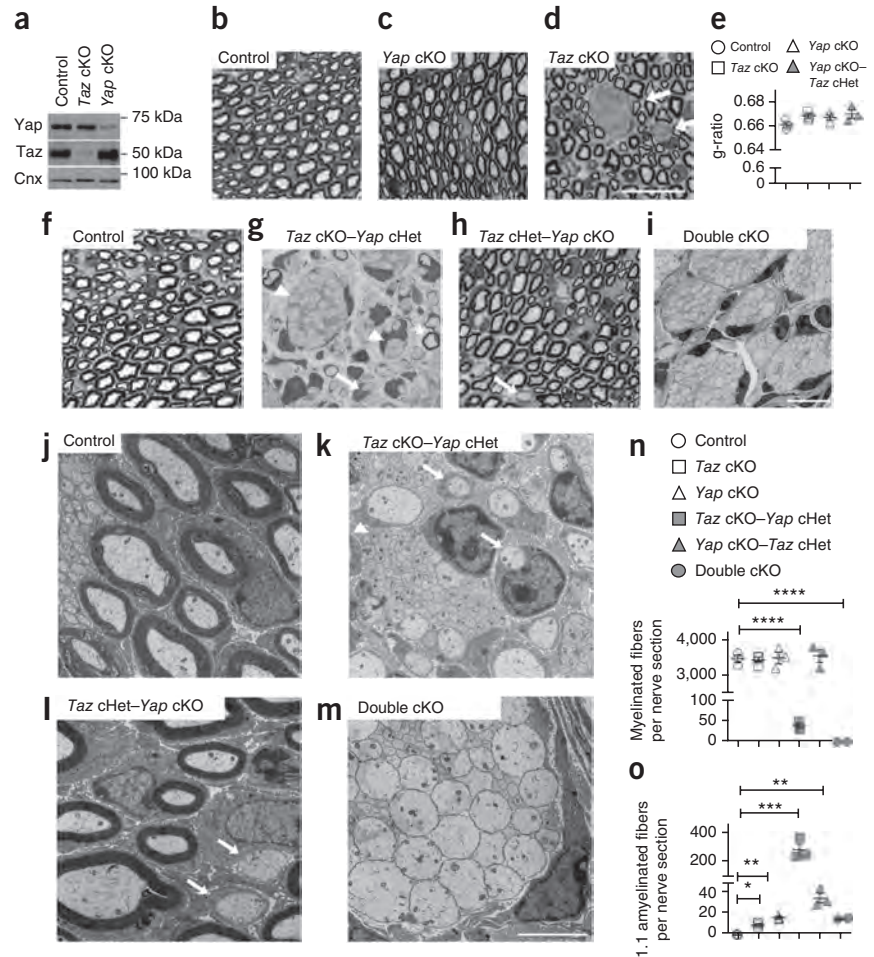 a
Control
Taz cKO
Yap cKO
Yap
75 kDa
Taz
50 kDa
100 kDa
Cnx
b
Control
c
Yap cKO
d
Taz cKO
e
Control
Yap cKO
Taz cKO
Yap cKO–
Taz cHet
g-ratio
0.68
0.66
0.64
0.6
0
f
Control
g
Taz cKO–Yap cHet
h
Taz cHet–Yap cKO
i
Double cKO
j
Control
k
Taz cKO–Yap cHet
l
Taz cHet–Yap cKO
m
Double cKO
n
Control
Taz cKO
Yap cKO
Taz cKO–Yap cHet
Yap cKO–Taz cHet
Double cKO
****
****
Myelinated fibers
per nerve section
4,000
3,000
100
50
0
o
**
***
**
*
1:1 amyelinated fibers
per nerve section
400
200
40
20
0